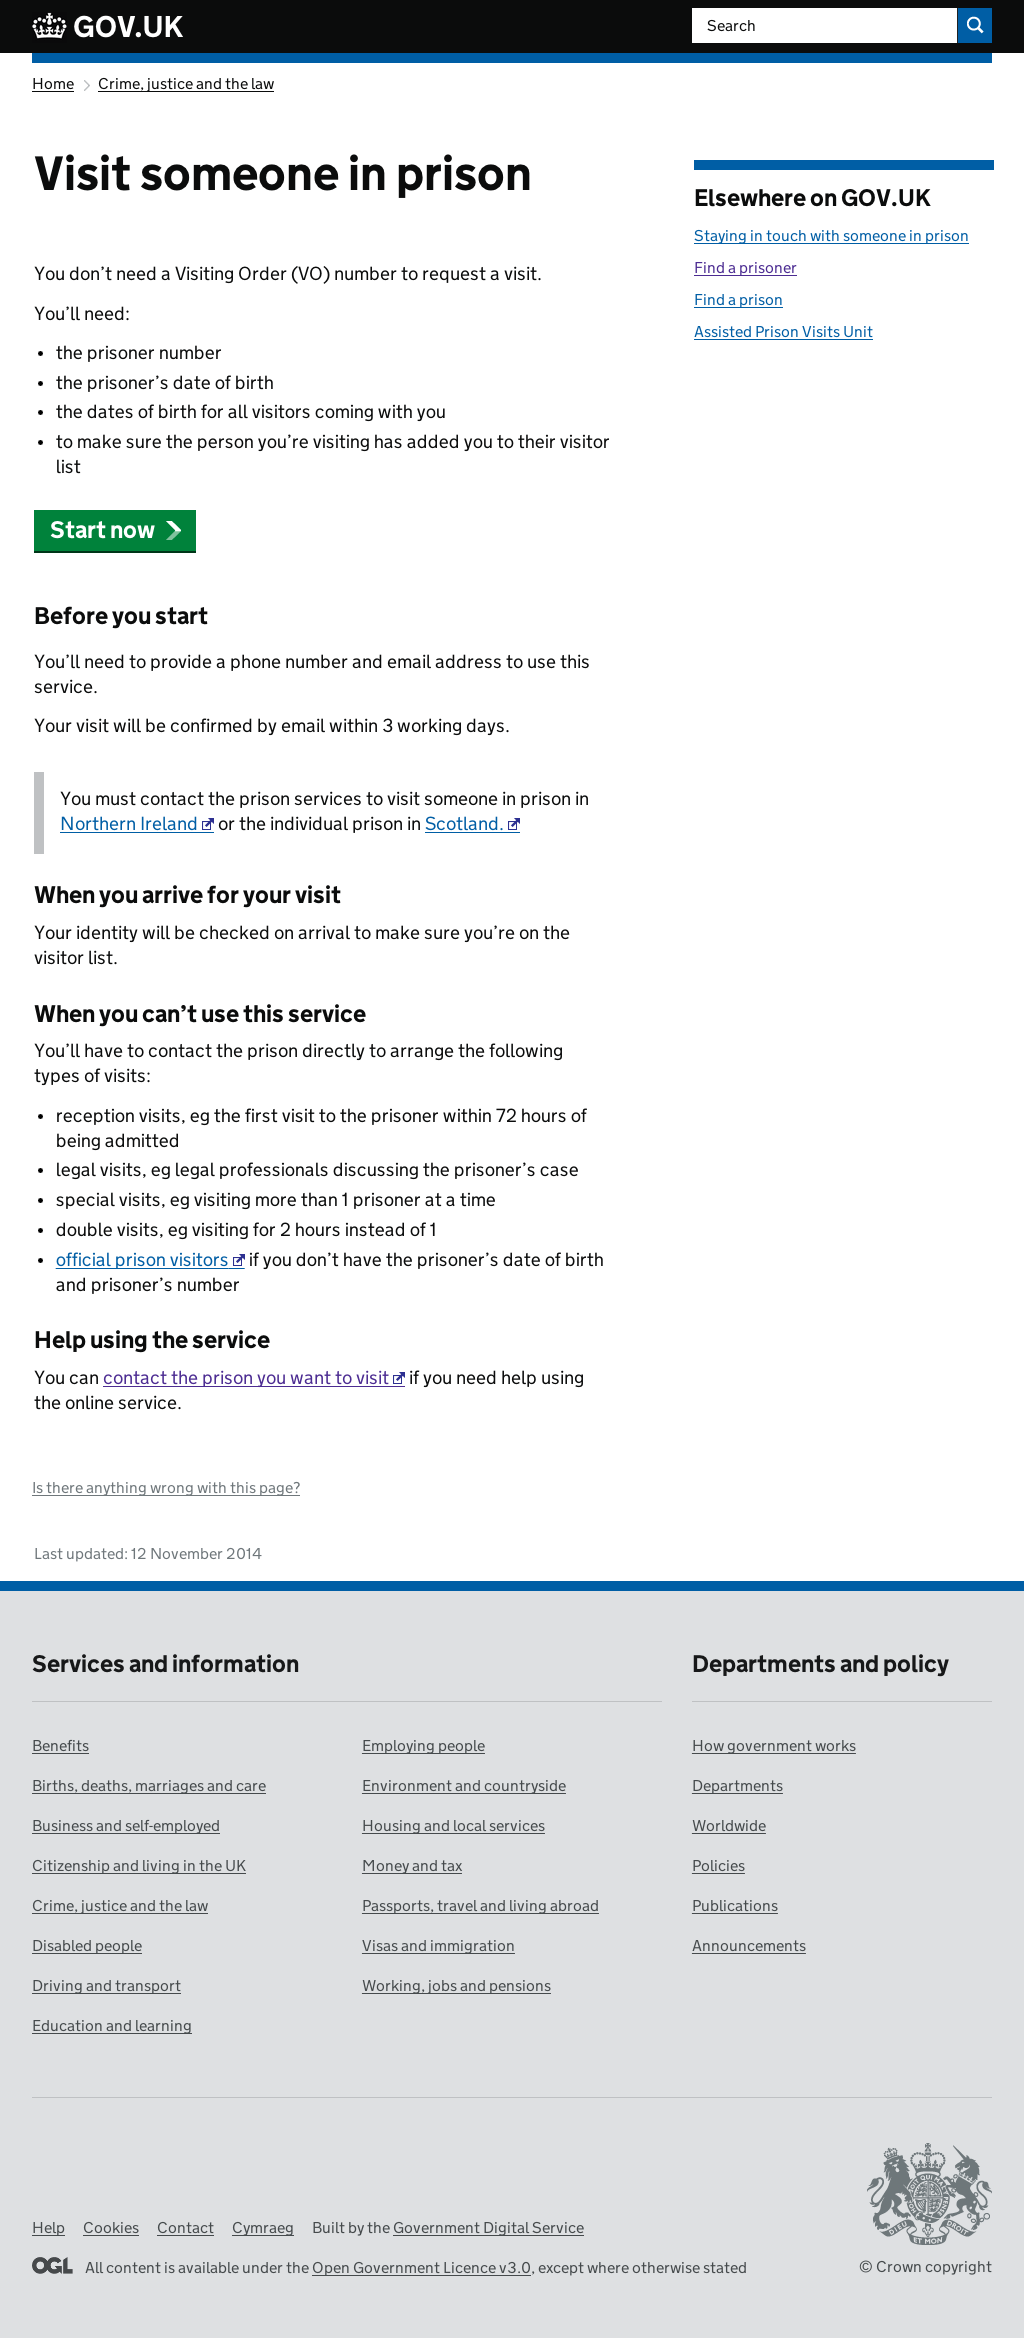 GOV.UK
Search
Home
Crime, justice and the law
Visit someone in prison
Elsewhere on GOV.UK
Staying in touch with someone in prison
Find a prisoner
Find a prison
Assisted Prison Visits Unit
You don’t need a Visiting Order (VO) number to request a visit.
You’ll need:
• the prisoner number
• the prisoner’s date of birth
• the dates of birth for all visitors coming with you
• to make sure the person you’re visiting has added you to their visitor
list
Start now
Before you start
You’ll need to provide a phone number and email address to use this
service.
Your visit will be confirmed by email within 3 working days.
You must contact the prison services to visit someone in prison in
Northern Ireland or the individual prison in Scotland.
When you arrive for your visit
Your identity will be checked on arrival to make sure you’re on the
visitor list.
When you can’t use this service
You’ll have to contact the prison directly to arrange the following
types of visits:
• reception visits, eg the first visit to the prisoner within 72 hours of
being admitted
• legal visits, eg legal professionals discussing the prisoner’s case
• special visits, eg visiting more than 1 prisoner at a time
• double visits, eg visiting for 2 hours instead of 1
• official prison visitors if you don’t have the prisoner’s date of birth
and prisoner’s number
Help using the service
You can contact the prison you want to visit if you need help using
the online service.
Is there anything wrong with this page?
Last updated: 12 November 2014
Services and information
Benefits
Births, deaths, marriages and care
Business and self-employed
Citizenship and living in the UK
Crime, justice and the law
Disabled people
Driving and transport
Education and learning
Employing people
Environment and countryside
Housing and local services
Money and tax
Passports, travel and living abroad
Visas and immigration
Working, jobs and pensions
Departments and policy
How government works
Departments
Worldwide
Policies
Publications
Announcements
Help Cookies Contact Cymraeg Built by the Government Digital Service
OGL All content is available under the Open Government Licence v3.0, except where otherwise stated
© Crown copyright